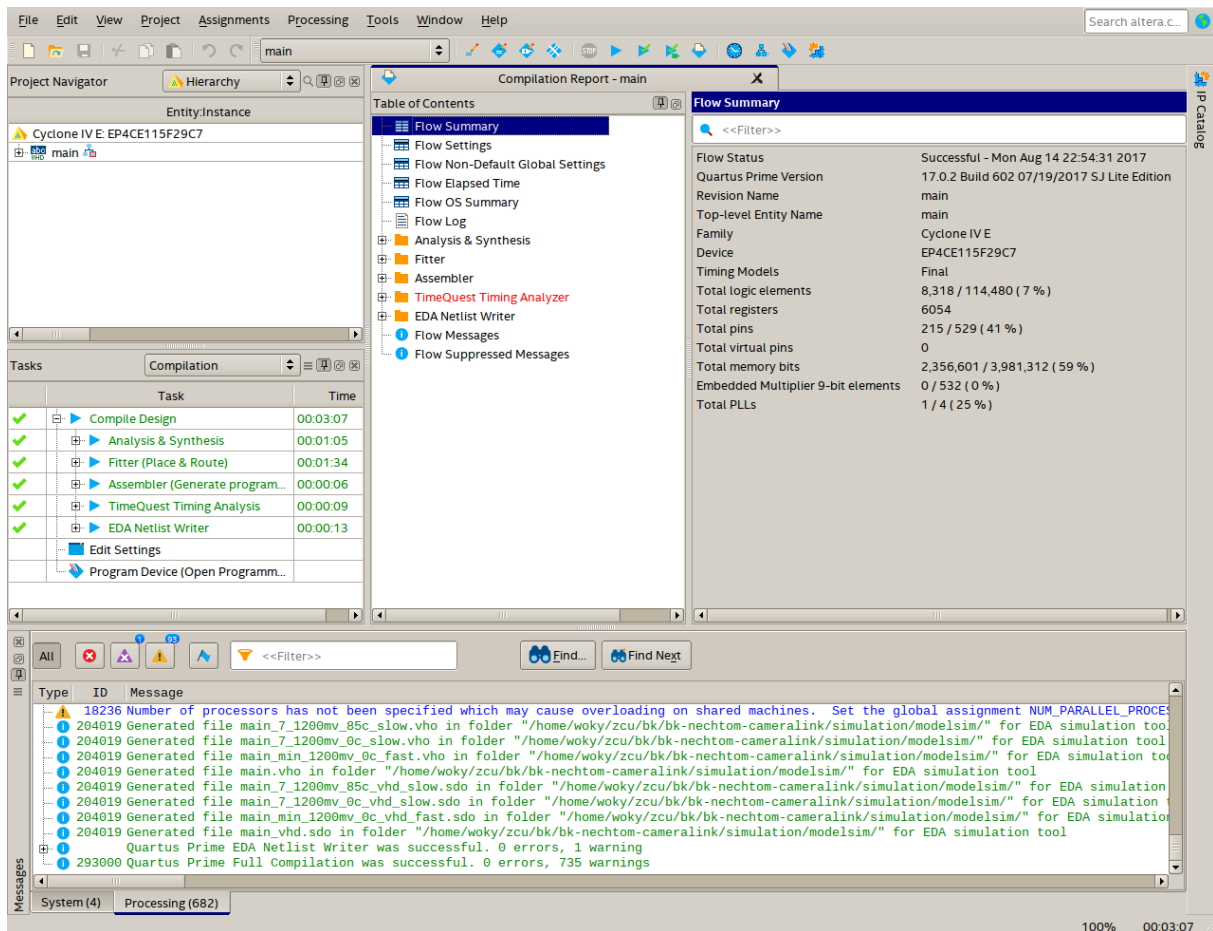 File Edit View Project Assignments Processing Tools Window Help
Search altera.c...
main
Project Navigator
Hierarchy
Entity:Instance
Cyclone IV E: EP4CE115F29C7
main
Compilation Report - main
Table of Contents
Flow Summary
Flow Settings
Flow Non-Default Global Settings
Flow Elapsed Time
Flow OS Summary
Flow Log
Analysis & Synthesis
Fitter
Assembler
TimeQuest Timing Analyzer
EDA Netlist Writer
Flow Messages
Flow Suppressed Messages
Flow Summary
<<Filter>>
Flow Status Successful - Mon Aug 14 22:54:31 2017
Quartus Prime Version 17.0.2 Build 602 07/19/2017 SJ Lite Edition
Revision Name main
Top-level Entity Name main
Family Cyclone IV E
Device EP4CE115F29C7
Timing Models Final
Total logic elements 8,318 / 114,480 ( 7 % )
Total registers 6054
Total pins 215 / 529 ( 41 % )
Total virtual pins 0
Total memory bits 2,356,601 / 3,981,312 ( 59 % )
Embedded Multiplier 9-bit elements 0 / 532 ( 0 % )
Total PLLs 1 / 4 ( 25 % )
IP Catalog
Tasks
Compilation
Task Time
Compile Design 00:03:07
Analysis & Synthesis 00:01:05
Fitter (Place & Route) 00:01:34
Assembler (Generate program... 00:00:06
TimeQuest Timing Analysis 00:00:09
EDA Netlist Writer 00:00:13
Edit Settings
Program Device (Open Programm...
All
1
93
<<Filter>>
Find...
Find Next
Type ID Message
18236 Number of processors has not been specified which may cause overloading on shared machines. Set the global assignment NUM_PARALLEL_PROCES
204019 Generated file main_7_1200mv_85c_slow.vho in folder "/home/woky/zcu/bk/bk-nechtom-cameralink/simulation/modelsim/" for EDA simulation tool
204019 Generated file main_7_1200mv_0c_slow.vho in folder "/home/woky/zcu/bk/bk-nechtom-cameralink/simulation/modelsim/" for EDA simulation tool
204019 Generated file main_min_1200mv_0c_fast.vho in folder "/home/woky/zcu/bk/bk-nechtom-cameralink/simulation/modelsim/" for EDA simulation too
204019 Generated file main.vho in folder "/home/woky/zcu/bk/bk-nechtom-cameralink/simulation/modelsim/" for EDA simulation tool
204019 Generated file main_7_1200mv_85c_vhd_slow.sdo in folder "/home/woky/zcu/bk/bk-nechtom-cameralink/simulation/modelsim/" for EDA simulation
204019 Generated file main_7_1200mv_0c_vhd_slow.sdo in folder "/home/woky/zcu/bk/bk-nechtom-cameralink/simulation/modelsim/" for EDA simulation t
204019 Generated file main_min_1200mv_0c_vhd_fast.sdo in folder "/home/woky/zcu/bk/bk-nechtom-cameralink/simulation/modelsim/" for EDA simulation
204019 Generated file main_vhd.sdo in folder "/home/woky/zcu/bk/bk-nechtom-cameralink/simulation/modelsim/" for EDA simulation tool
Quartus Prime EDA Netlist Writer was successful. 0 errors, 1 warning
293000 Quartus Prime Full Compilation was successful. 0 errors, 735 warnings
Messages
System (4) Processing (682)
100% 00:03:07